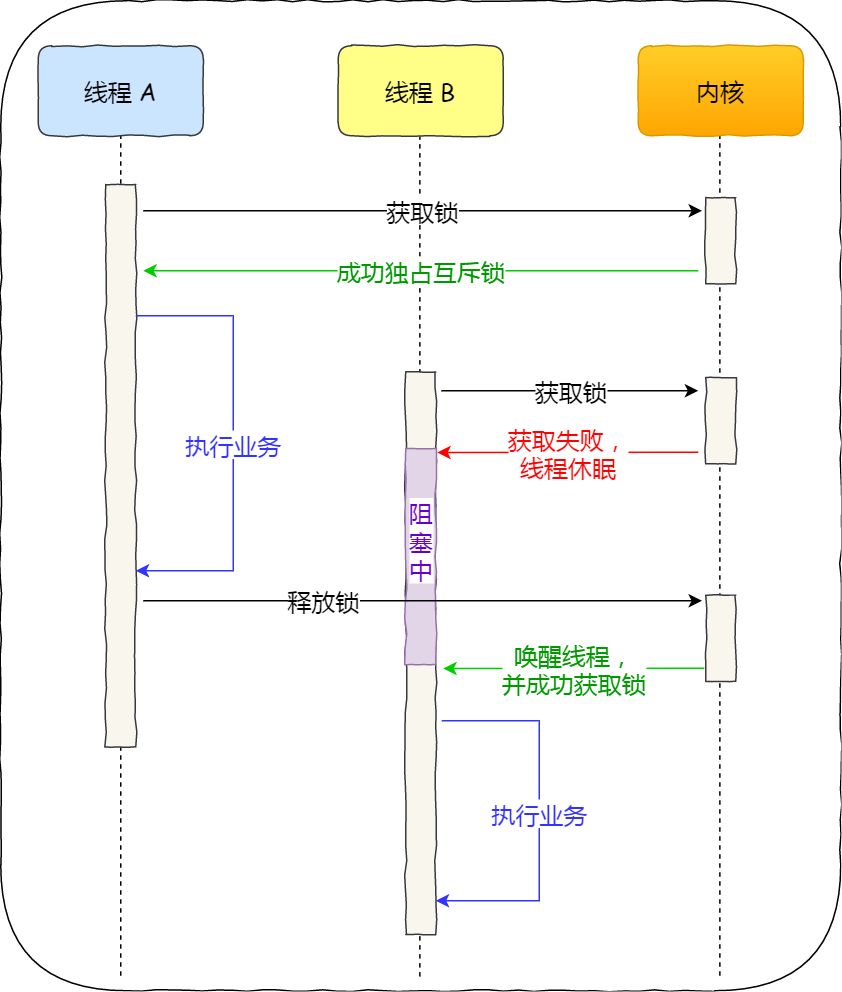 线程 A
线程 B
内核
获取锁
成功独占互斥锁
获取锁
执行业务
获取失败，
线程休眠
阻
塞
中
释放锁
唤醒线程，
并成功获取锁
执行业务